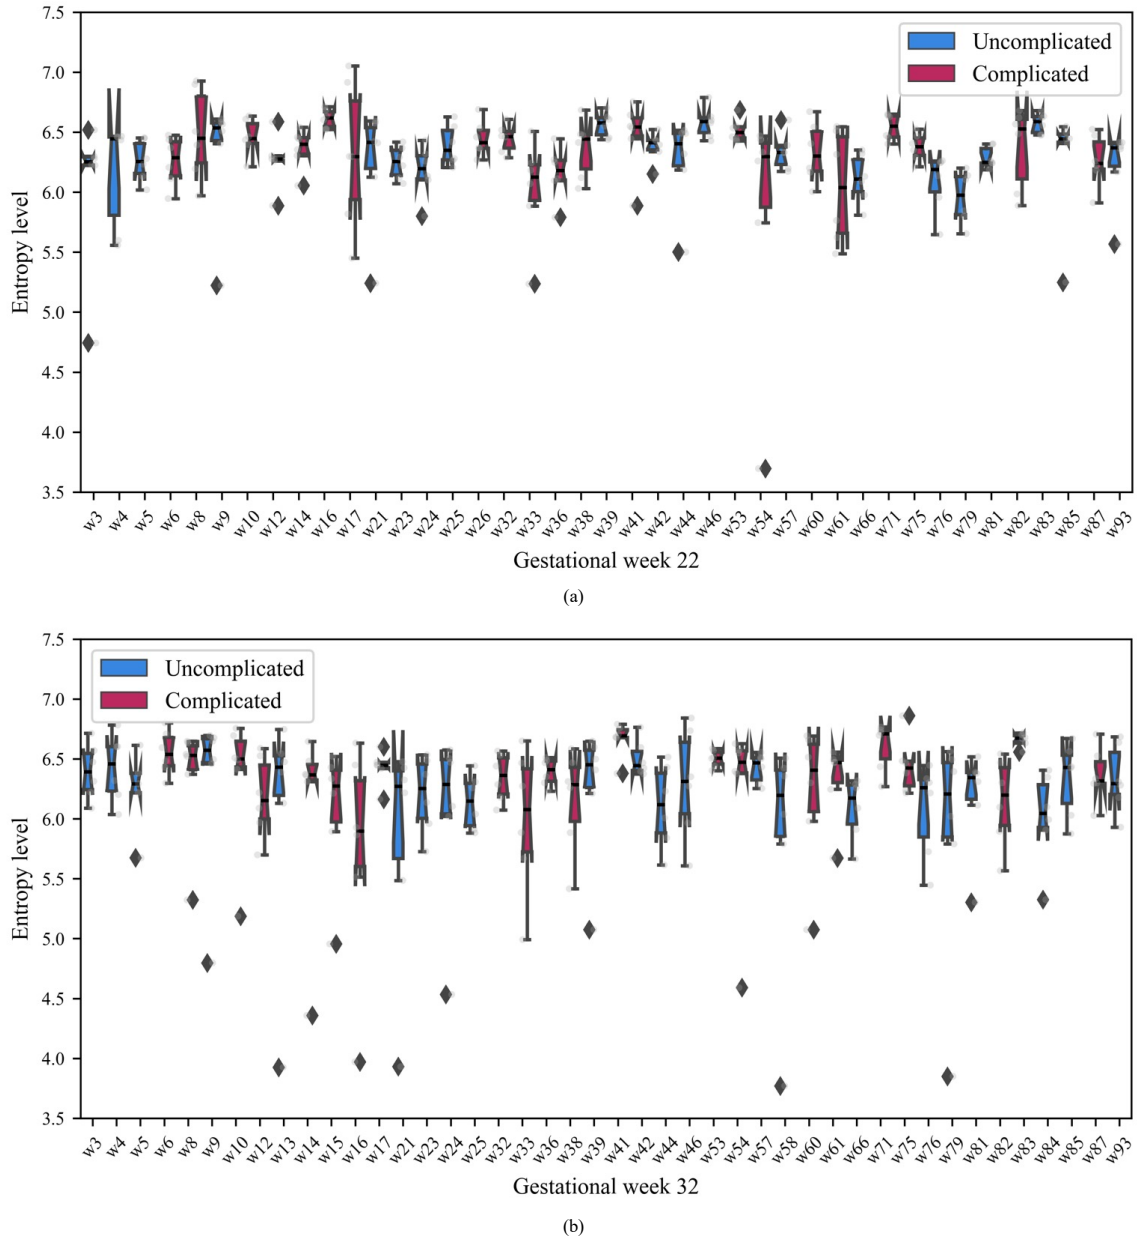 7.5
7.0
6.5
6.0
5.5
5.0
4.5
4.0
3.5
Entropy level
Uncomplicated
Complicated
w3 w4 w5 w6 w8 w9 w10 w12 w14 w16 w17 w21 w23 w24 w25 w26 w32 w33 w36 w38 w39 w41 w42 w44 w46 w53 w54 w57 w60 w61 w66 w71 w75 w76 w79 w81 w82 w83 w85 w87 w93
Gestational week 22
(a)
7.5
7.0
6.5
6.0
5.5
5.0
4.5
4.0
3.5
Entropy level
Uncomplicated
Complicated
w3 w4 w5 w6 w8 w9 w10 w12 w13 w14 w15 w16 w17 w21 w23 w24 w25 w32 w33 w36 w38 w39 w41 w42 w44 w46 w53 w54 w57 w58 w60 w61 w66 w71 w75 w76 w79 w81 w82 w83 w84 w85 w87 w93
Gestational week 32
(b)